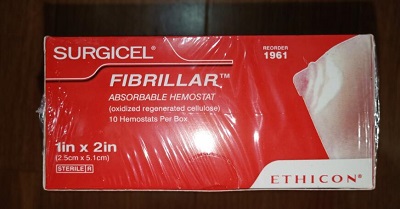 SURGICEL®
REORDER
1961
FIBRILLAR™
ABSORBABLE HEMOSTAT
(oxidized regenerated cellulose)
10 Hemostats Per Box
1in x 2in
(2.5cm x 5.1cm)
STERILE R
ETHICON®